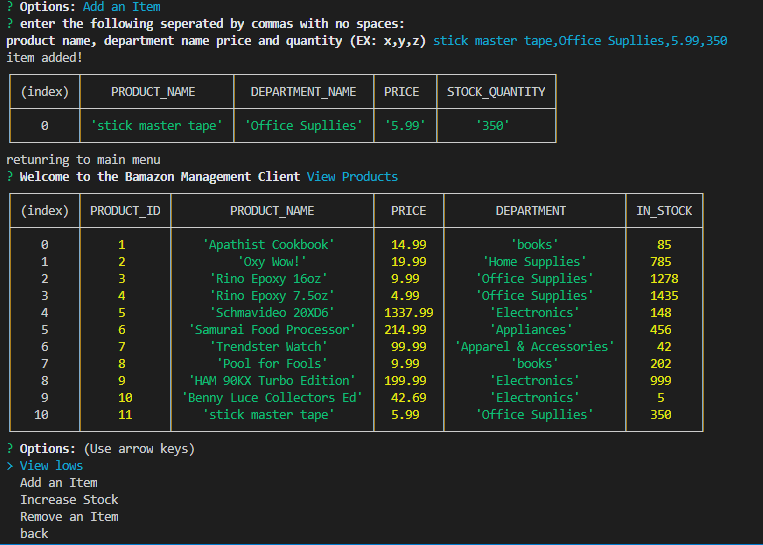 ? Options: Add an Item
? enter the following seperated by commas with no spaces:
product name, department name price and quantity (EX: x,y,z) stick master tape,Office Supllies,5.99,350
item added!
(index) PRODUCT_NAME DEPARTMENT_NAME PRICE STOCK_QUANTITY
0 'stick master tape' 'Office Supllies' '5.99' '350'
retunring to main menu
? Welcome to the Bamazon Management Client View Products
(index) PRODUCT_ID PRODUCT_NAME PRICE DEPARTMENT IN_STOCK
0 1 'Apathist Cookbook' 14.99 'books' 85
1 2 'Oxy Wow!' 19.99 'Home Supplies' 785
2 3 'Rino Epoxy 16oz' 9.99 'Office Supplies' 1278
3 4 'Rino Epoxy 7.5oz' 4.99 'Office Supplies' 1435
4 5 'Schmavideo 20XD6' 1337.99 'Electronics' 148
5 6 'Samurai Food Processor' 214.99 'Appliances' 456
6 7 'Trendster Watch' 99.99 'Apparel & Accessories' 42
7 8 'Pool for Fools' 9.99 'books' 202
8 9 'HAM 90KX Turbo Edition' 199.99 'Electronics' 999
9 10 'Benny Luce Collectors Ed' 42.69 'Electronics' 5
10 11 'stick master tape' 5.99 'Office Supllies' 350
? Options: (Use arrow keys)
> View lows
Add an Item
Increase Stock
Remove an Item
back